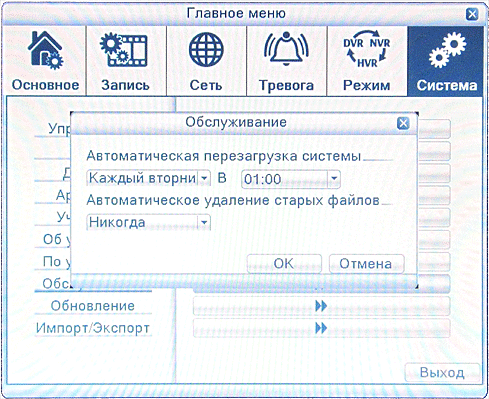 Главное меню
Основное Запись Сеть Тревога DVR NVR HVR Режим Система
Упр
Обслуживание
Автоматическая перезагрузка системы
Д
Каждый вторни В 01:00
Ар
Автоматическое удаление старых файлов
Уч
Никогда
Об у
По у
OK Отмена
Обс
Обновление
Импорт/Экспорт
Выход